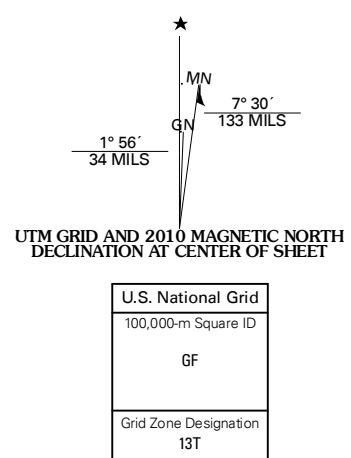 ★
MN
7° 30´
133 MILS
GN
1° 56´
34 MILS
UTM GRID AND 2010 MAGNETIC NORTH
DECLINATION AT CENTER OF SHEET
U.S. National Grid
100,000-m Square ID
GF
Grid Zone Designation
13T